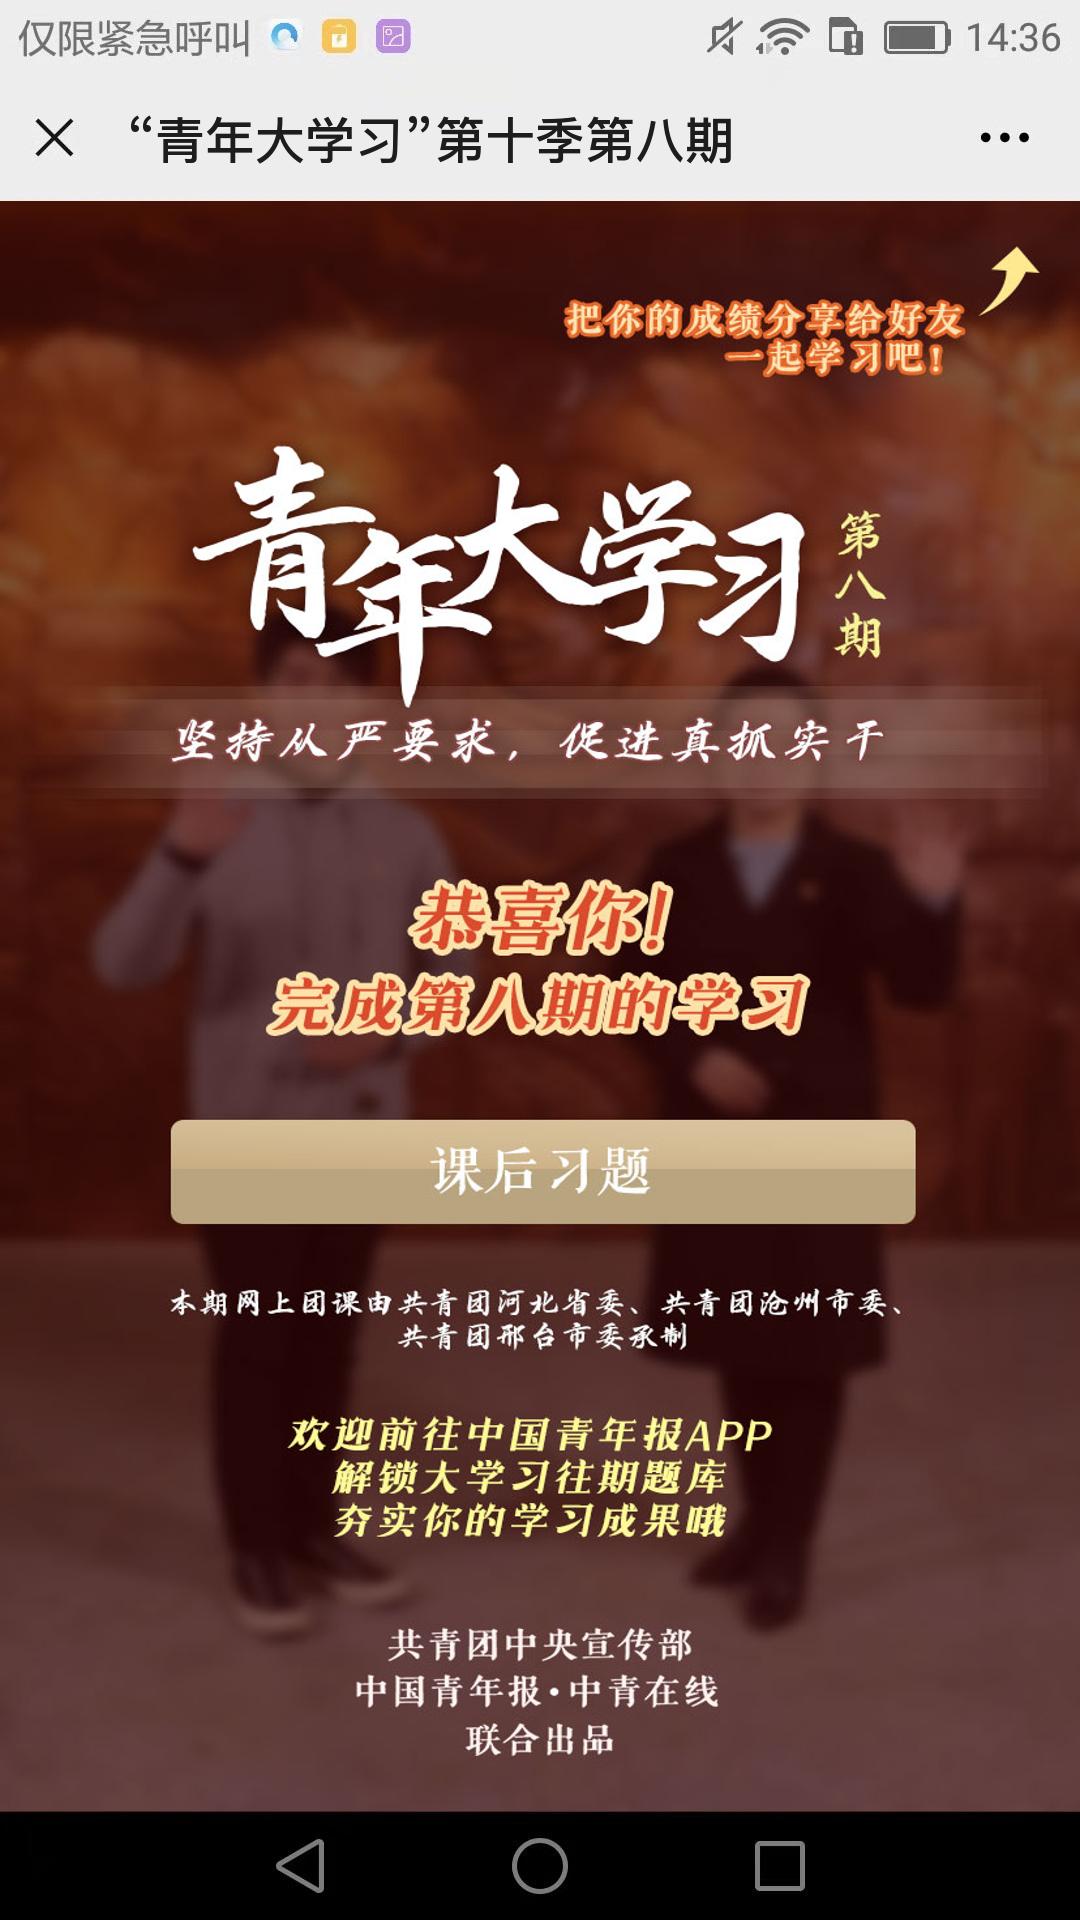 仅限紧急呼叫 14:36
“青年大学习”第十季第八期
把你的成绩分享给好友
一起学习吧!
青年大学习
第八期
坚持从严要求，促进真抓实干
恭喜你!
完成第八期的学习
课后习题
本期网上团课由共青团河北省委、共青团沧州市委、
共青团邢台市委承制
欢迎前往中国青年报APP
解锁大学习往期题库
夯实你的学习成果哦
共青团中央宣传部
中国青年报·中青在线
联合出品